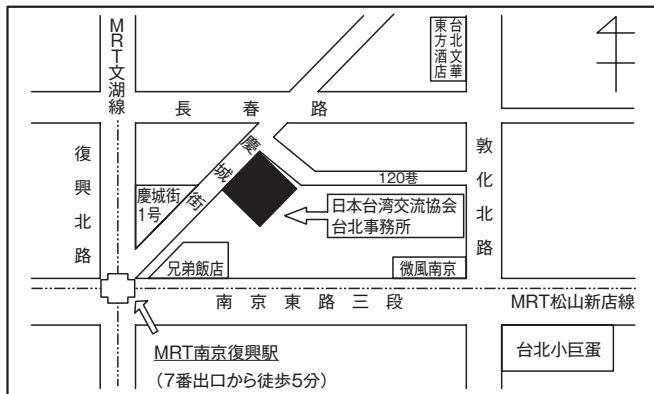 MRT文湖線
台北文華
東方酒店
長春路
復興北路
慶城街
120巷
敦化北路
慶城街
1号
日本台湾交流協会
台北事務所
兄弟飯店
微風南京
南京東路三段
MRT松山新店線
MRT南京復興駅
(7番出口から徒歩5分)
台北小巨蛋